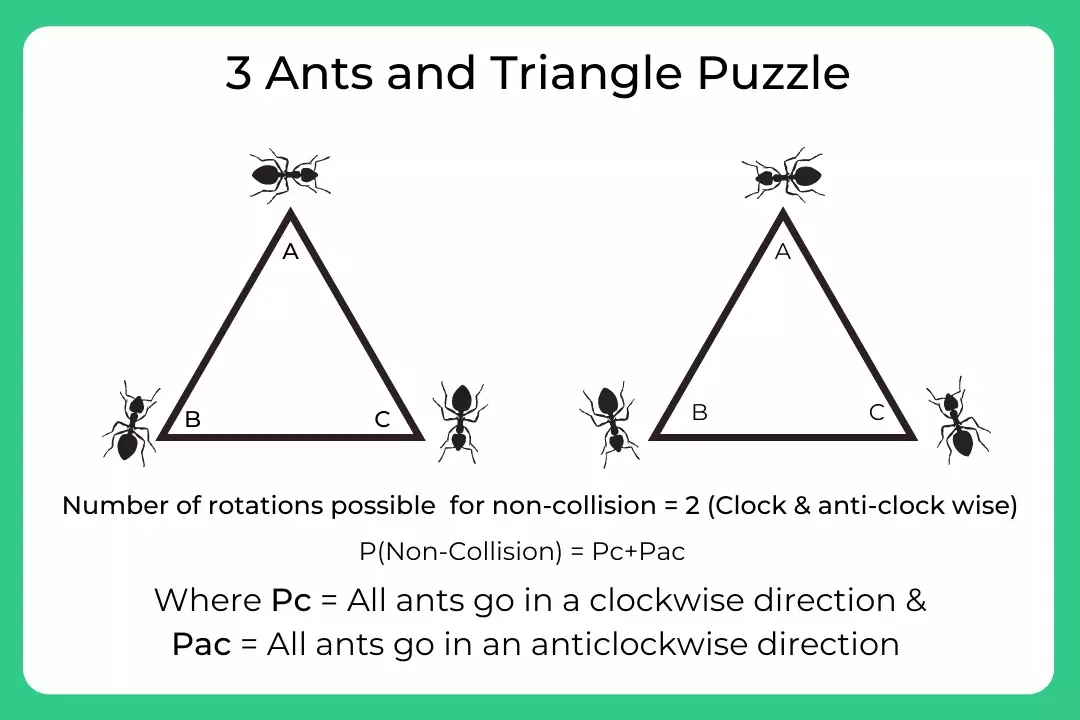 3 Ants and Triangle Puzzle
A
B
C
A
B
C
Number of rotations possible for non-collision = 2 (Clock & anti-clock wise)
P(Non-Collision) = Pc+Pac
Where Pc = All ants go in a clockwise direction &
Pac = All ants go in an anticlockwise direction